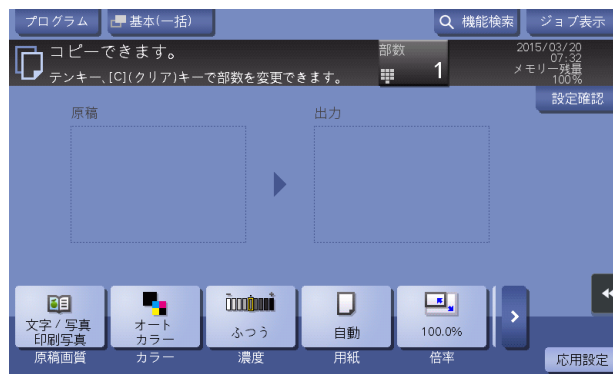 プログラム
基本(一括)
機能検索
ジョブ表示
コピーできます。
テンキー、[C](クリア)キーで部数を変更できます。
部数
1
2015/03/20
07:32
メモリー残量
100%
設定確認
原稿
出力
文字 / 写真
印刷写真
オート
カラー
ふつう
自動
100.0%
原稿画質
カラー
濃度
用紙
倍率
応用設定